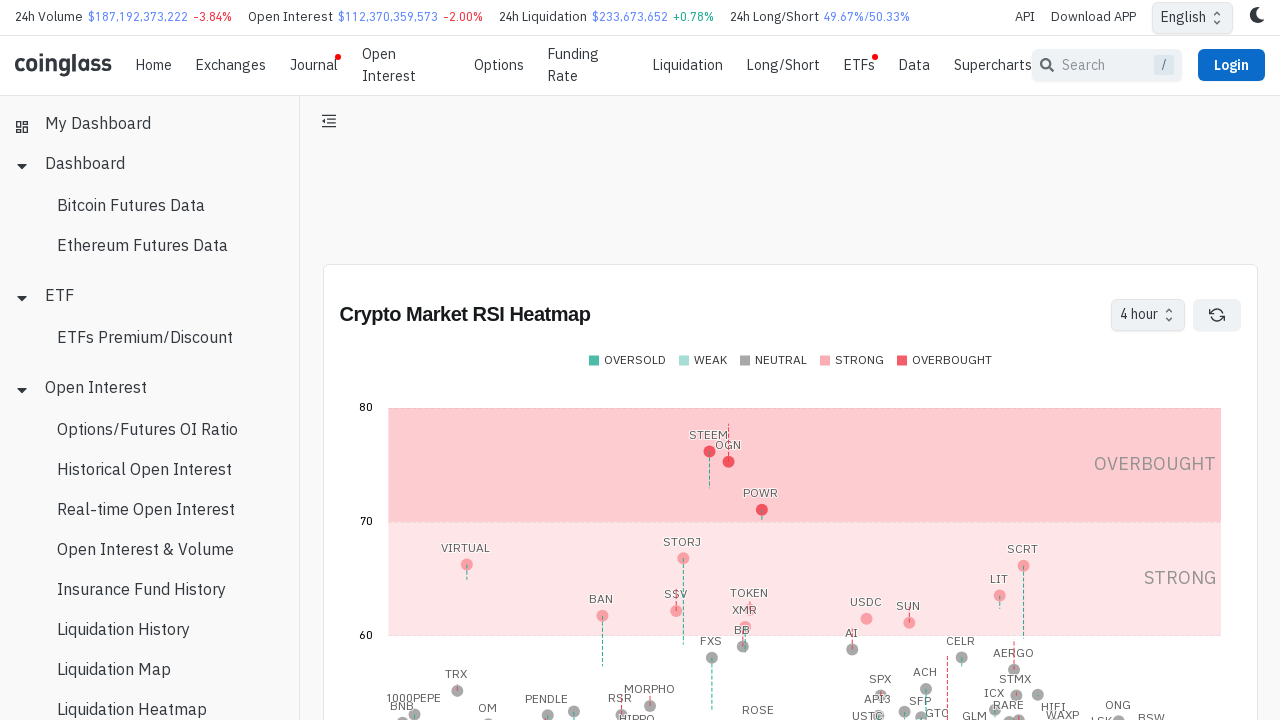 24h Volume $187,192,373,222 -3.84% Open Interest $112,370,359,573 -2.00% 24h Liquidation $233,673,652 +0.78% 24h Long/Short 49.67%/50.33% API Download APP English
coinglass Home Exchanges Journal Open Interest Options Funding Rate Liquidation Long/Short ETFs Data Supercharts Search / Login
My Dashboard
Dashboard
Bitcoin Futures Data
Ethereum Futures Data
ETF
ETFs Premium/Discount
Open Interest
Options/Futures OI Ratio
Historical Open Interest
Real-time Open Interest
Open Interest & Volume
Insurance Fund History
Liquidation History
Liquidation Map
Liquidation Heatmap
Crypto Market RSI Heatmap 4 hour
OVERSOLD WEAK NEUTRAL STRONG OVERBOUGHT
80
STEEM
OGN
OVERBOUGHT
POWR
70
STORJ
VIRTUAL SCRT
LIT STRONG
TOKEN
SSV
BAN USDC
SUN
XMR
BB AI
60
FXS CELR
AERGO
TRX ACH
SPX STMX
MORPHO
ICX
1000PEPE PENDLE RSR API3 SFP
BNB RARE ONG
HIFI
OM ROSE
GTC
HIPPO USTC GLM WAXP BSW
LSK